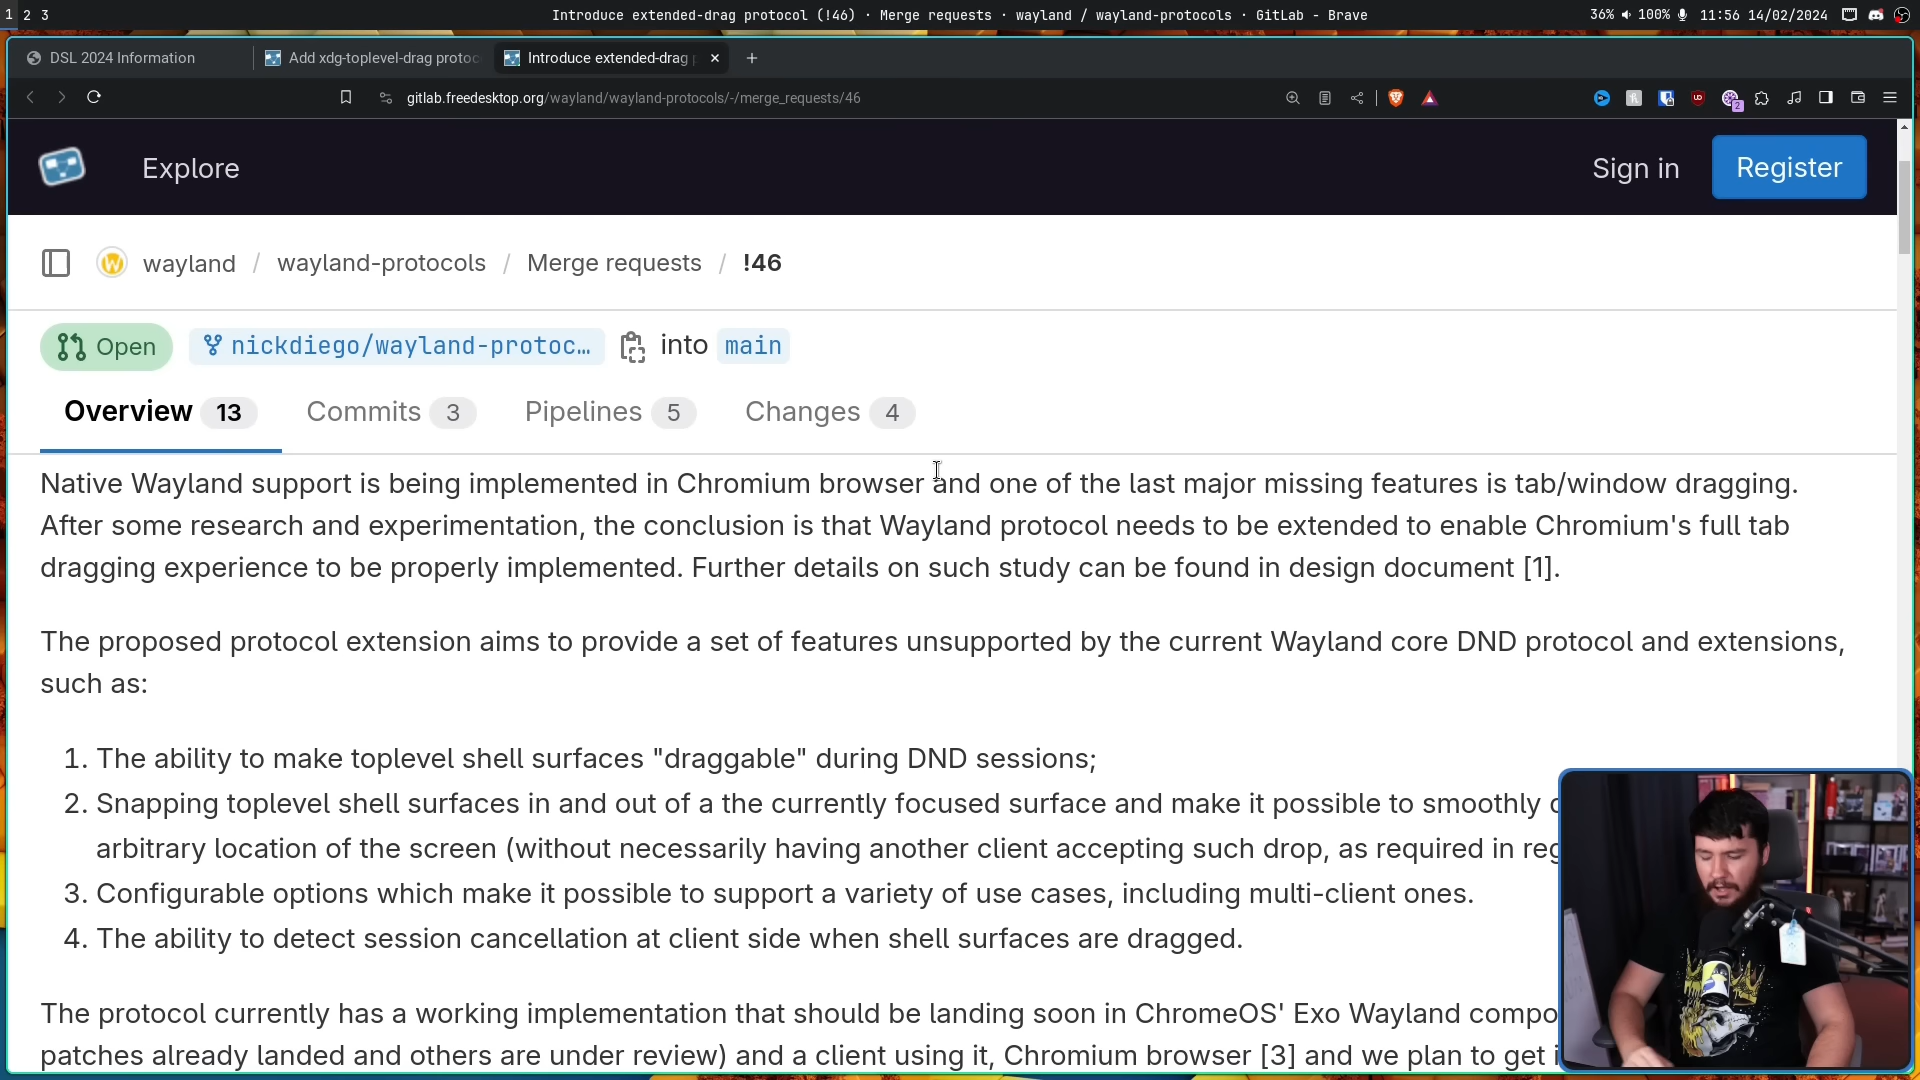 1 2 3
Introduce extended-drag protocol (!46) · Merge requests · wayland / wayland-protocols · GitLab - Brave
36% 100% 11:56 14/02/2024
DSL 2024 Information
Add xdg-toplevel-drag protoc
Introduce extended-drag
gitlab.freedesktop.org/wayland/wayland-protocols/-/merge_requests/46
2
Explore
Sign in
Register
wayland / wayland-protocols / Merge requests / !46
Open nickdiego/wayland-protoc… into main
Overview 13 Commits 3 Pipelines 5 Changes 4
Native Wayland support is being implemented in Chromium browser and one of the last major missing features is tab/window dragging.
After some research and experimentation, the conclusion is that Wayland protocol needs to be extended to enable Chromium's full tab
dragging experience to be properly implemented. Further details on such study can be found in design document [1].
The proposed protocol extension aims to provide a set of features unsupported by the current Wayland core DND protocol and extensions,
such as:
1. The ability to make toplevel shell surfaces "draggable" during DND sessions;
2. Snapping toplevel shell surfaces in and out of a the currently focused surface and make it possible to smoothly
arbitrary location of the screen (without necessarily having another client accepting such drop, as required in reg
3. Configurable options which make it possible to support a variety of use cases, including multi-client ones.
4. The ability to detect session cancellation at client side when shell surfaces are dragged.
The protocol currently has a working implementation that should be landing soon in ChromeOS' Exo Wayland compo
patches already landed and others are under review) and a client using it, Chromium browser [3] and we plan to get i